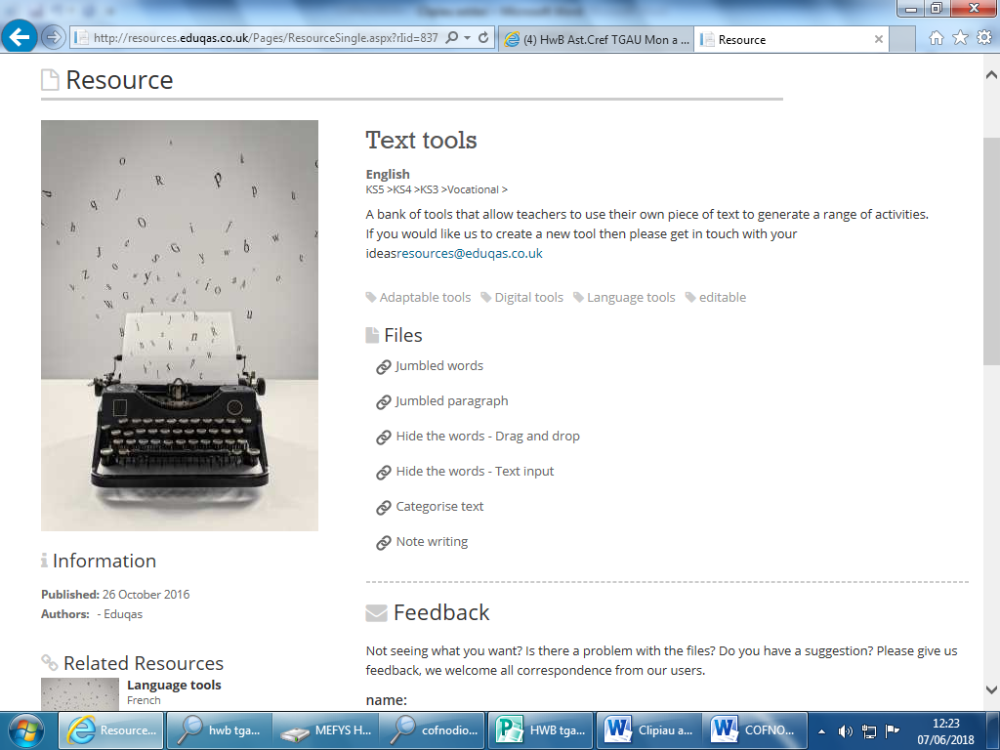 Clipiau addas - Microsoft Word
http://resources.eduqas.co.uk/Pages/ResourceSingle.aspx?rIid=837
(4) HwB Ast.Cref TGAU Mon a ...
Resource
Resource
Text tools
English
KS5 >KS4 >KS3 >Vocational >
A bank of tools that allow teachers to use their own piece of text to generate a range of activities.
If you would like us to create a new tool then please get in touch with your
ideasresources@eduqas.co.uk
Adaptable tools Digital tools Language tools editable
Files
Jumbled words
Jumbled paragraph
Hide the words - Drag and drop
Hide the words - Text input
Categorise text
Note writing
Information
Published: 26 October 2016
Authors: - Eduqas
Related Resources
Language tools
French
Feedback
Not seeing what you want? Is there a problem with the files? Do you have a suggestion? Please give us
feedback, we welcome all correspondence from our users.
name:
Resource...
hwb tga...
MEFYS H...
cofnodio...
HWB tga...
Clipiau a...
COFNO...
12:23
07/06/2018